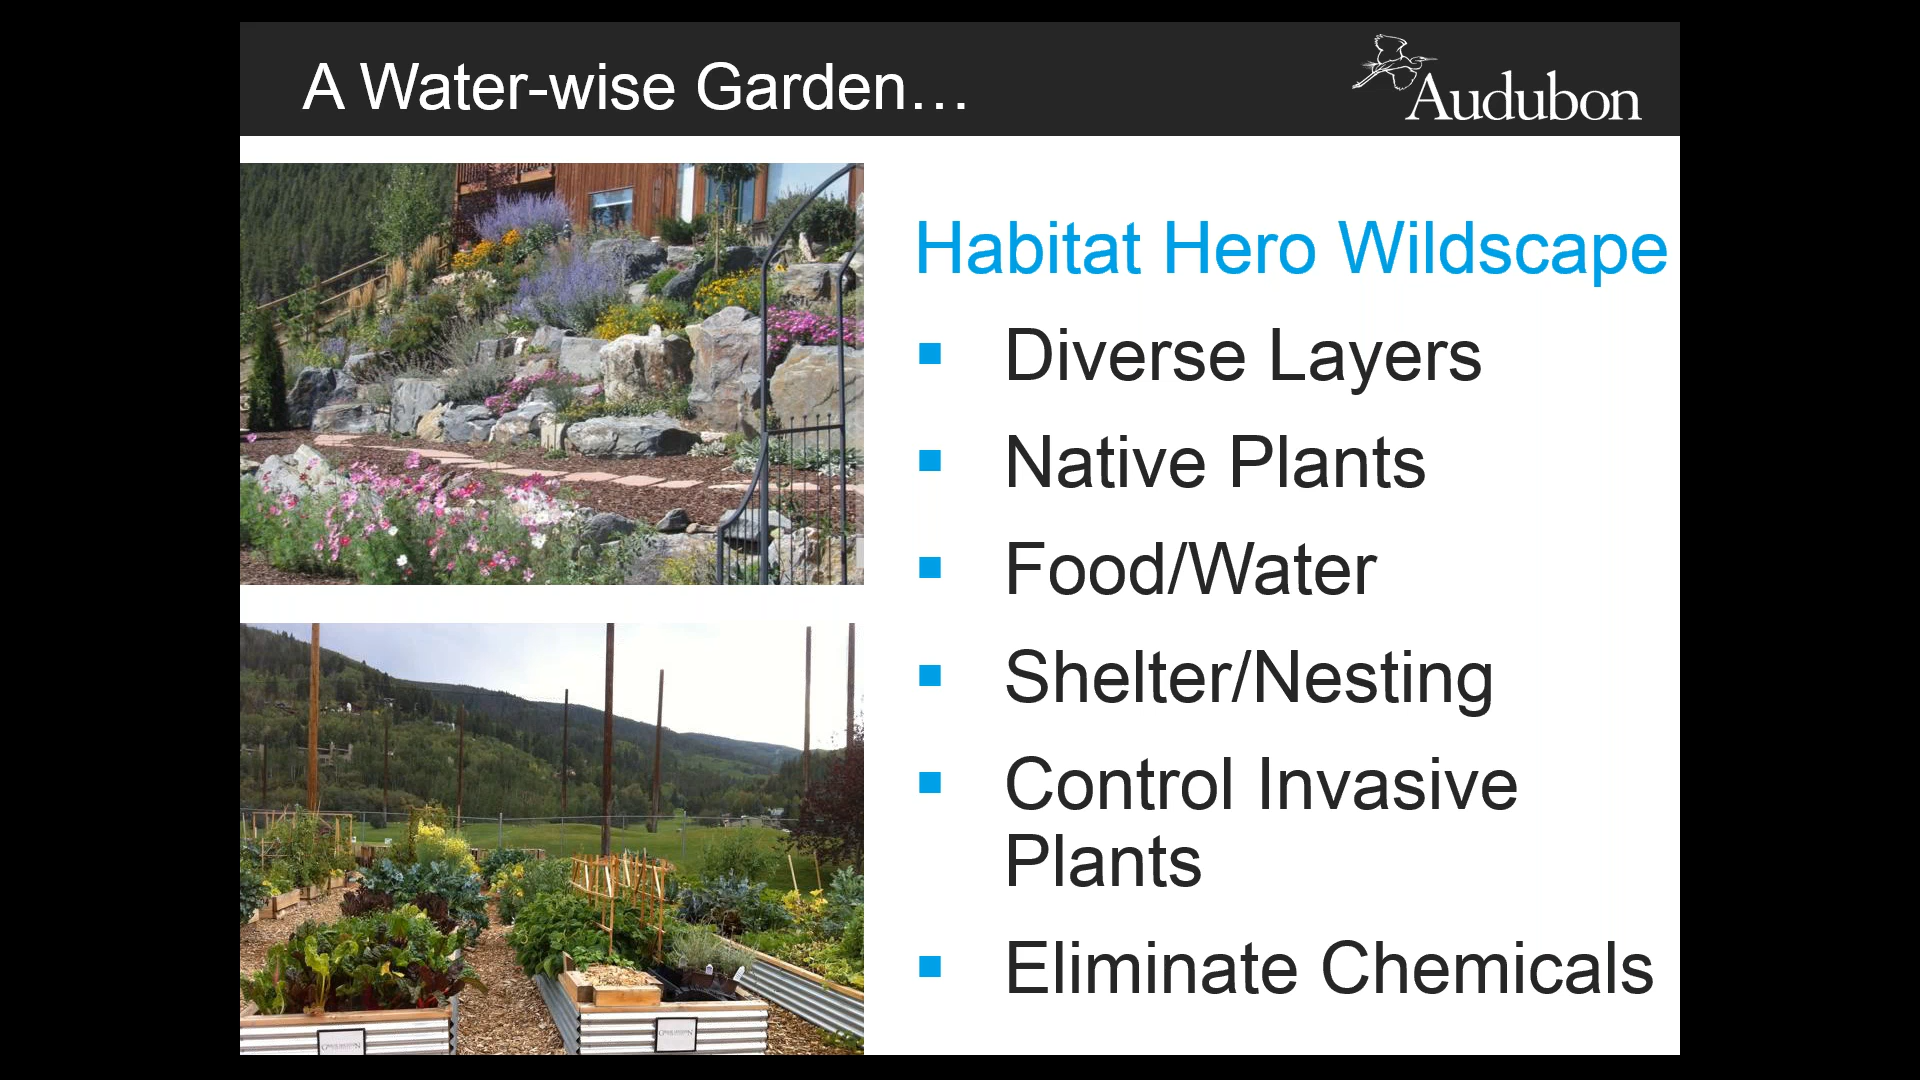 A Water-wise Garden…
Audubon
Habitat Hero Wildscape
▪ Diverse Layers
▪ Native Plants
▪ Food/Water
▪ Shelter/Nesting
▪ Control Invasive
Plants
▪ Eliminate Chemicals